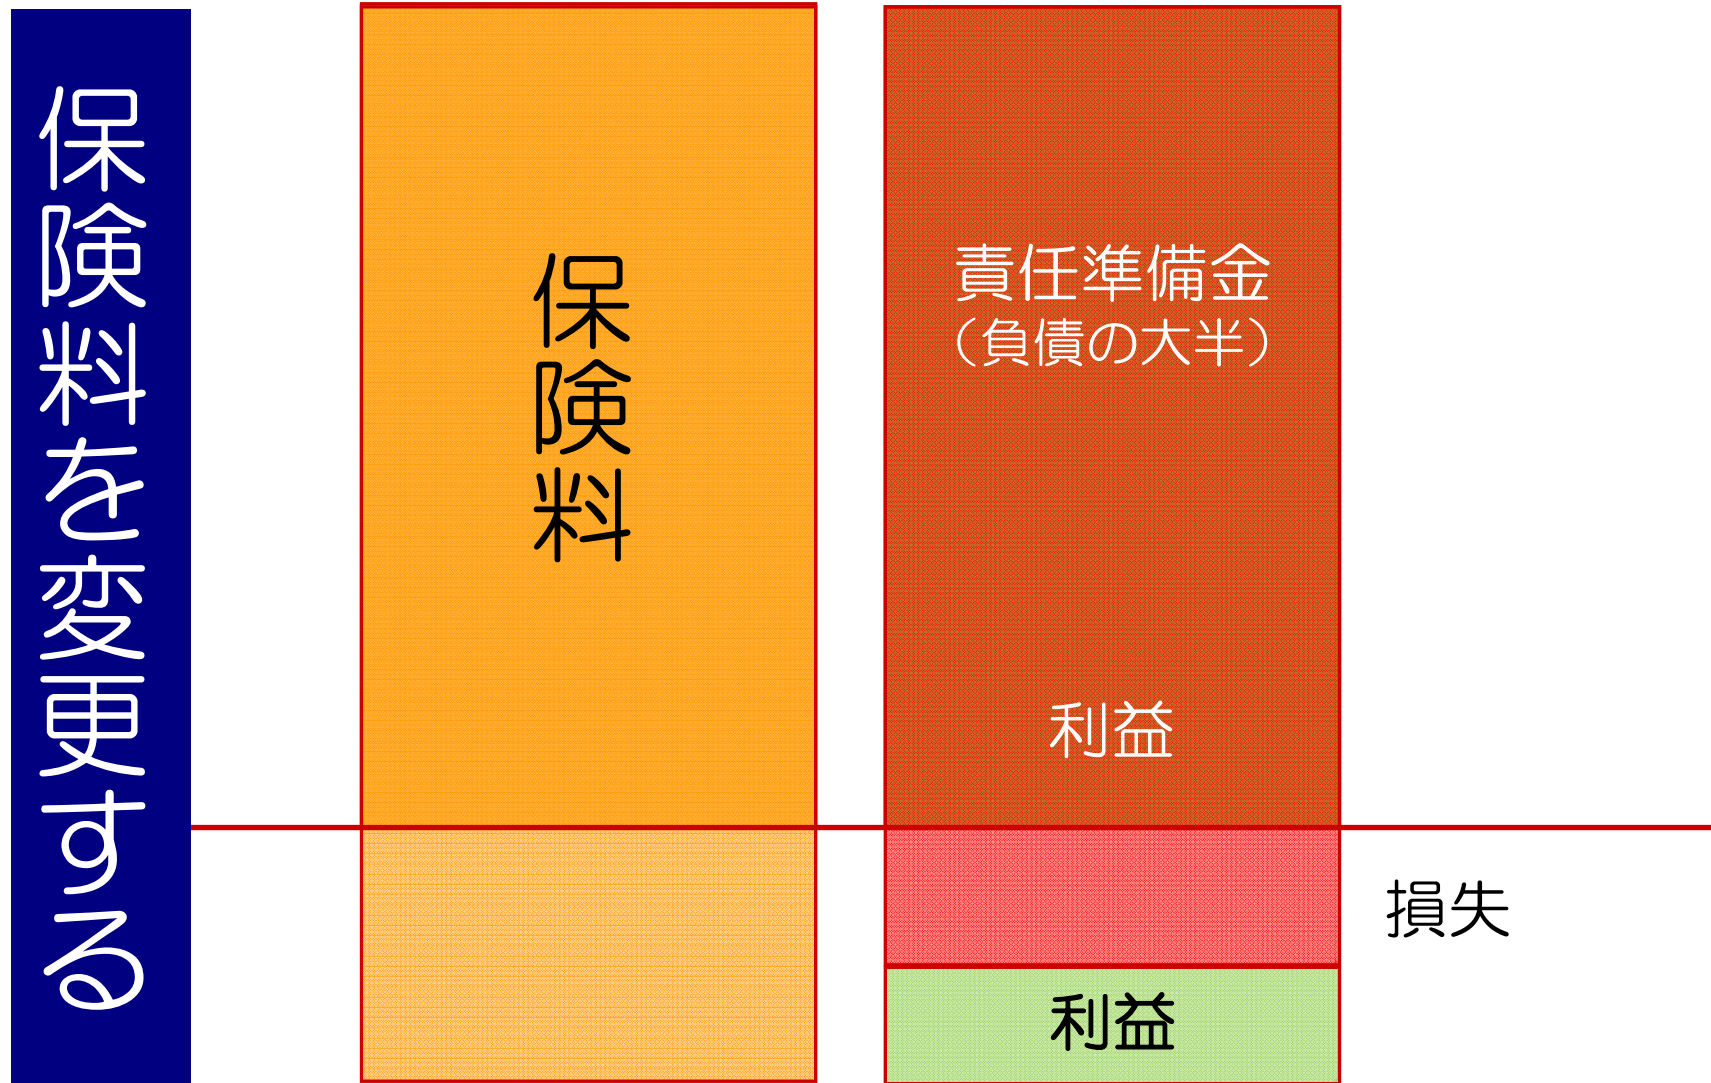 保険料を変更する
保険料
責任準備金
（負債の大半）
利益
損失
利益